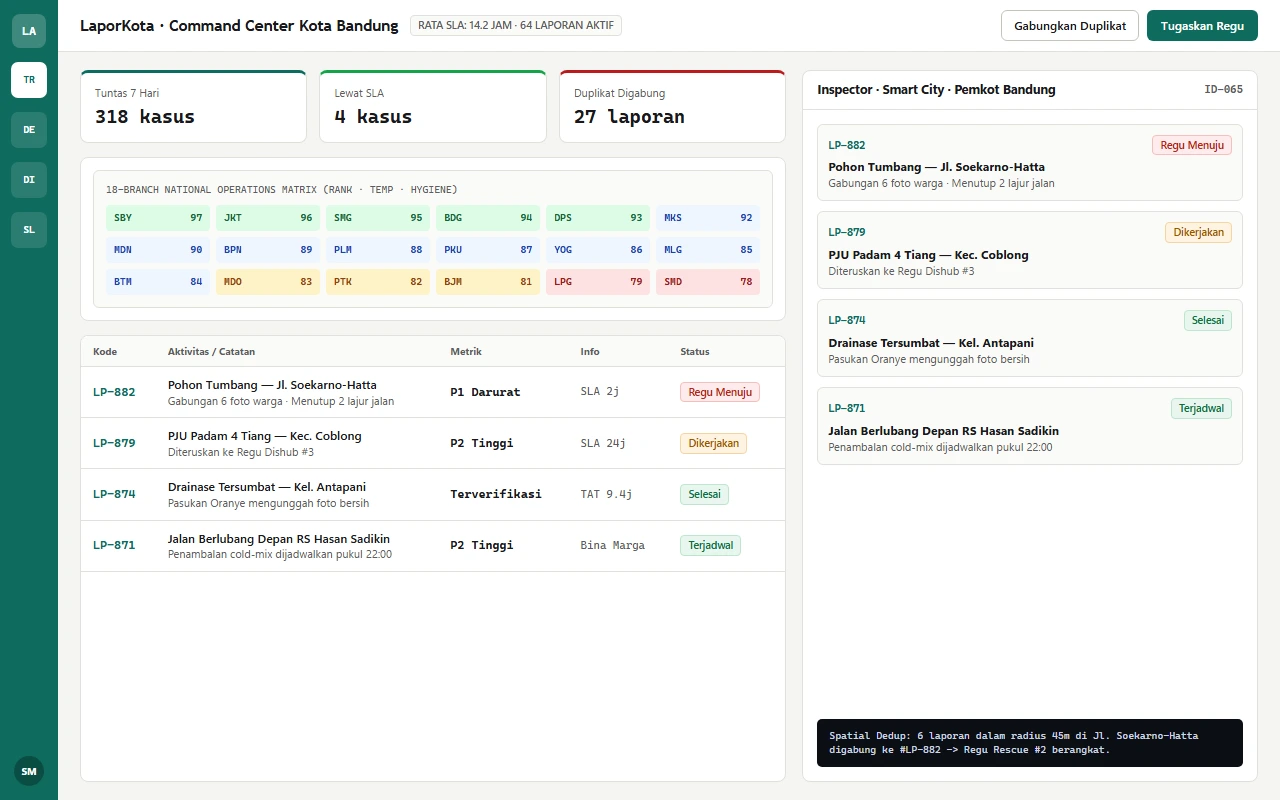 LA
TR
DE
DI
SL
SM
LaporKota · Command Center Kota Bandung
RATA SLA: 14.2 JAM · 64 LAPORAN AKTIF
Gabungkan Duplikat
Tugaskan Regu
Tuntas 7 Hari
318 kasus
Lewat SLA
4 kasus
Duplikat Digabung
27 laporan
18-BRANCH NATIONAL OPERATIONS MATRIX (RANK · TEMP · HYGIENE)
SBY 97 JKT 96 SMG 95 BDG 94 DPS 93 MKS 92
MDN 90 BPN 89 PLM 88 PKU 87 YOG 86 MLG 85
BTM 84 MDO 83 PTK 82 BJM 81 LPG 79 SMD 78
Kode Aktivitas / Catatan Metrik Info Status
LP-882 Pohon Tumbang — Jl. Soekarno-Hatta P1 Darurat SLA 2j Regu Menuju
Gabungan 6 foto warga · Menutup 2 lajur jalan
LP-879 PJU Padam 4 Tiang — Kec. Coblong P2 Tinggi SLA 24j Dikerjakan
Diteruskan ke Regu Dishub #3
LP-874 Drainase Tersumbat — Kel. Antapani Terverifikasi TAT 9.4j Selesai
Pasukan Oranye mengunggah foto bersih
LP-871 Jalan Berlubang Depan RS Hasan Sadikin P2 Tinggi Bina Marga Terjadwal
Penambalan cold-mix dijadwalkan pukul 22:00
Inspector · Smart City · Pemkot Bandung ID-065
LP-882 Regu Menuju
Pohon Tumbang — Jl. Soekarno-Hatta
Gabungan 6 foto warga · Menutup 2 lajur jalan
LP-879 Dikerjakan
PJU Padam 4 Tiang — Kec. Coblong
Diteruskan ke Regu Dishub #3
LP-874 Selesai
Drainase Tersumbat — Kel. Antapani
Pasukan Oranye mengunggah foto bersih
LP-871 Terjadwal
Jalan Berlubang Depan RS Hasan Sadikin
Penambalan cold-mix dijadwalkan pukul 22:00
Spatial Dedup: 6 laporan dalam radius 45m di Jl. Soekarno-Hatta
digabung ke #LP-882 -> Regu Rescue #2 berangkat.